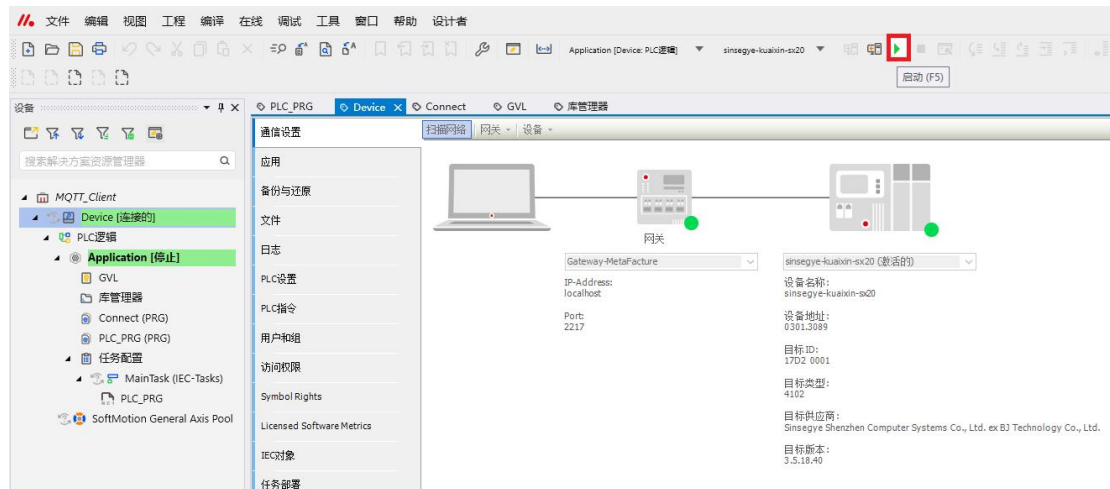 文件 编辑 视图 工程 编译 在线 调试 工具 窗口 帮助 设计者
Application [Device: PLC逻辑] sinsegye-kuaixin-sx20
启动 (F5)
设备
PLC_PRG Device Connect GVL 库管理器
搜索解决方案资源管理器
MQTT_Client
Device [连接的]
PLC逻辑
Application [停止]
GVL
库管理器
Connect (PRG)
PLC_PRG (PRG)
任务配置
MainTask (IEC-Tasks)
PLC_PRG
SoftMotion General Axis Pool
通信设置
应用
备份与还原
文件
日志
PLC设置
PLC指令
用户和组
访问权限
Symbol Rights
Licensed Software Metrics
IEC对象
任务部署
扫描网络 网关 设备
网关
Gateway-MetaFacture
IP-Address:
localhost
Port:
2217
sinsegye-kuaixin-sx20 (激活的)
设备名称:
sinsegye-kuaixin-sx20
设备地址:
0301.3089
目标ID:
17D2 0001
目标类型:
4102
目标供应商:
Sinsegye Shenzhen Computer Systems Co., Ltd. ex BJ Technology Co., Ltd.
目标版本:
3.5.18.40